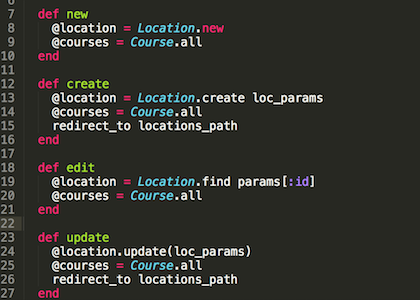 6
7 def new
8 @location = Location.new
9 @courses = Course.all
10 end
11
12 def create
13 @location = Location.create loc_params
14 @courses = Course.all
15 redirect_to locations_path
16 end
17
18 def edit
19 @location = Location.find params[:id]
20 @courses = Course.all
21 end
22
23 def update
24 @location.update(loc_params)
25 @courses = Course.all
26 redirect_to locations_path
27 end